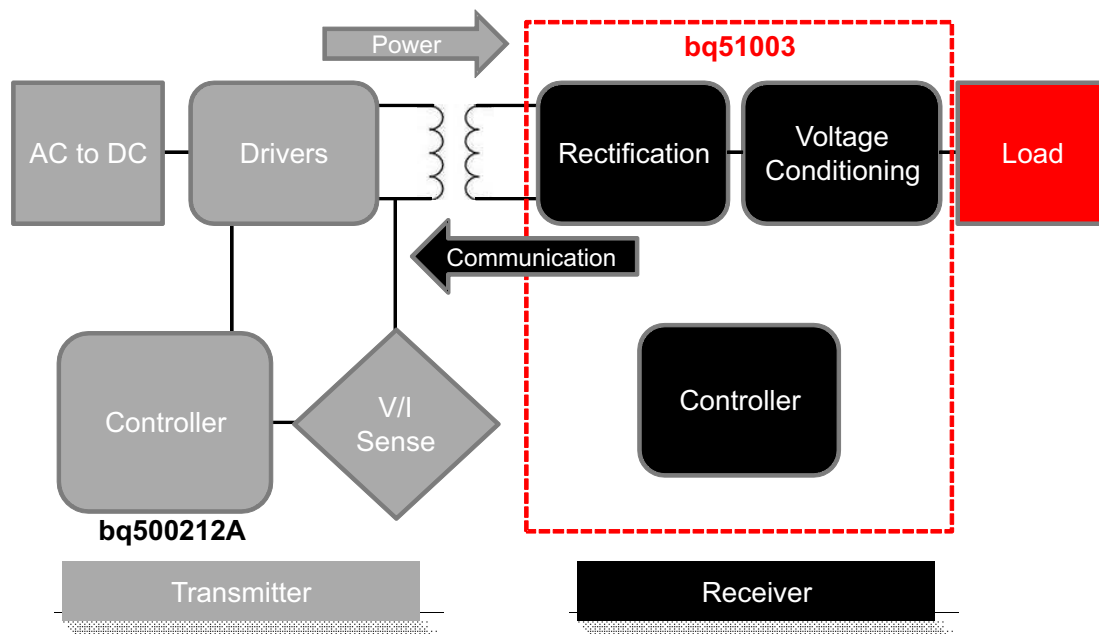 Power
bq51003
AC to DC
Drivers
Rectification
Voltage
Conditioning
Load
Communication
Controller
V/I
Sense
Controller
bq500212A
Transmitter
Receiver